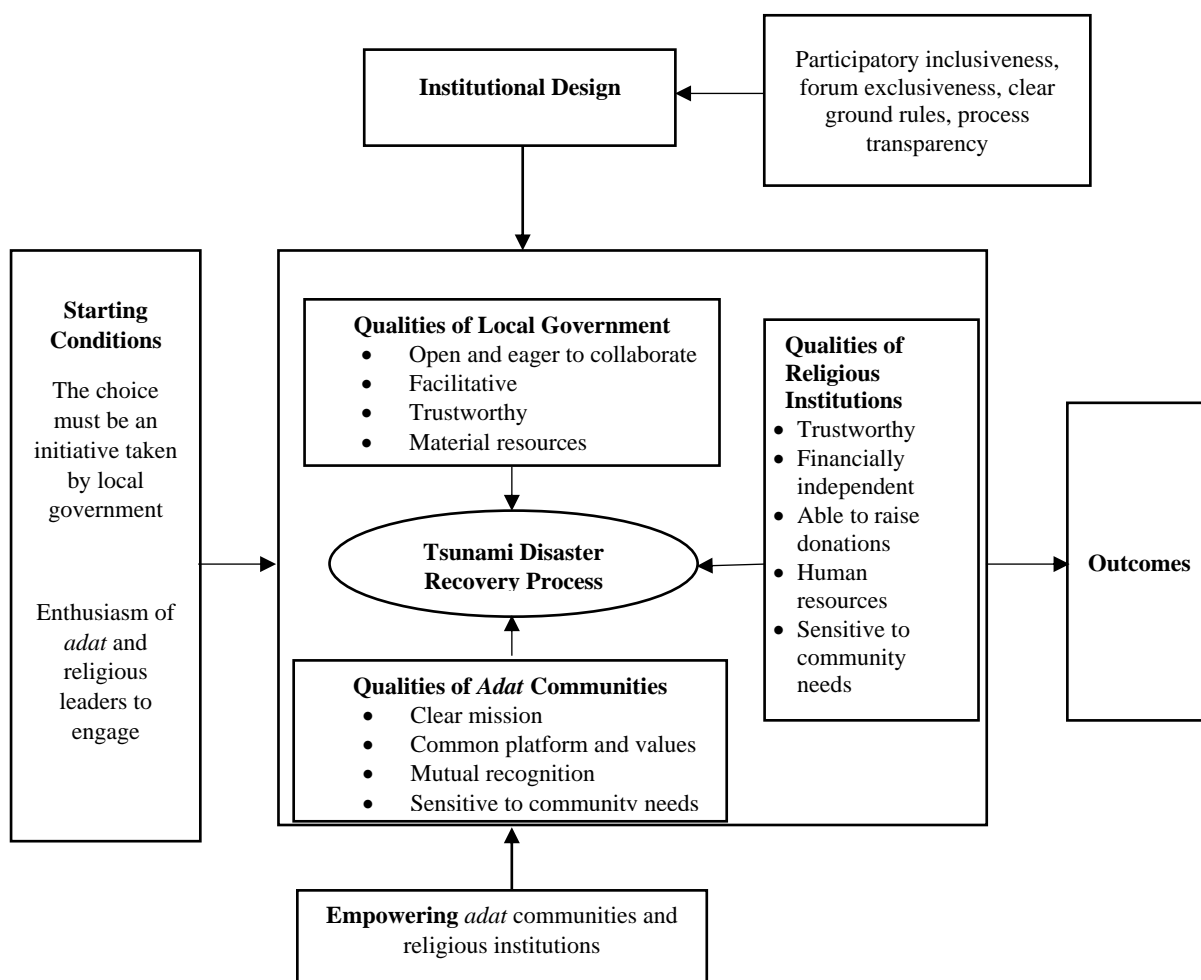 Institutional Design
Participatory inclusiveness,
forum exclusiveness, clear
ground rules, process
transparency
Starting
Conditions
The choice
must be an
initiative taken
by local
government
Enthusiasm of
adat and
religious
leaders to
engage
Qualities of Local Government
• Open and eager to collaborate
• Facilitative
• Trustworthy
• Material resources
Tsunami Disaster
Recovery Process
Qualities of Adat Communities
• Clear mission
• Common platform and values
• Mutual recognition
• Sensitive to community needs
Qualities of
Religious
Institutions
• Trustworthy
• Financially
independent
• Able to raise
donations
• Human
resources
• Sensitive to
community
needs
Outcomes
Empowering adat communities and
religious institutions